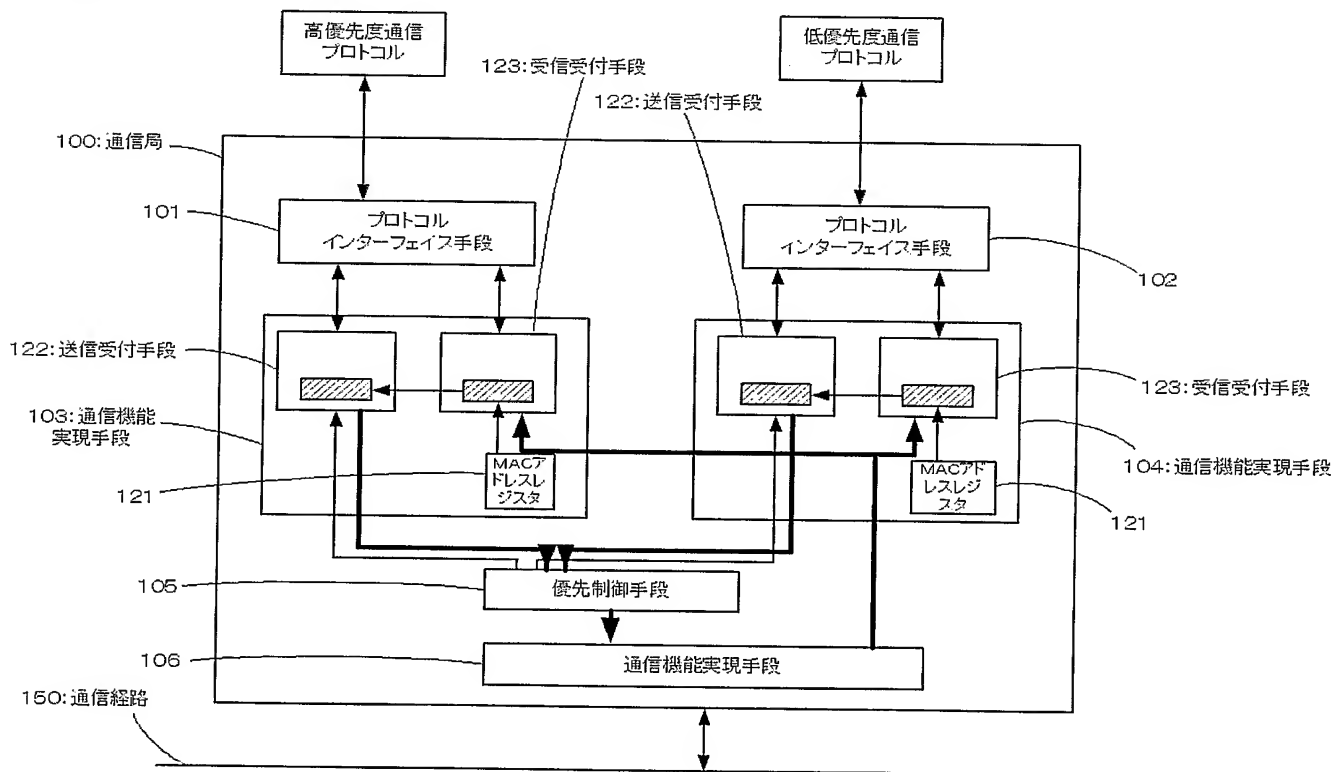 高優先度通信
プロトコル
低優先度通信
プロトコル
123:受信受付手段
122:送信受付手段
100:通信局
101
プロトコル
インターフェイス手段
プロトコル
インターフェイス手段
102
122:送信受付手段
123:受信受付手段
103:通信機能
実現手段
104:通信機能実現手段
MACア
ドレスレ
ジスタ
121
MACアド
レスレジ
スタ
121
105
優先制御手段
106
通信機能実現手段
150:通信経路